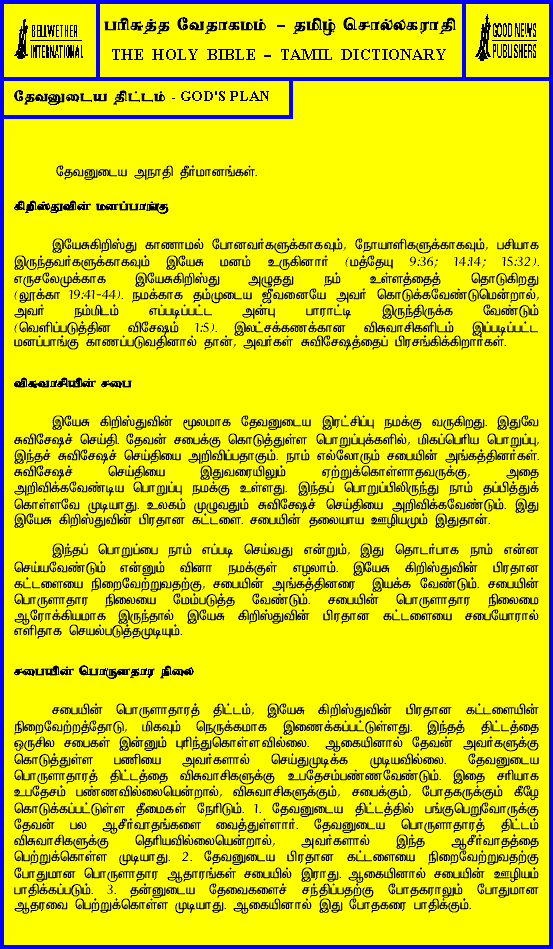 BELLWETHER
INTERNATIONAL
பரிசுத்த வேதாகமம் – தமிழ் சொல்லகராதி
THE HOLY BIBLE – TAMIL DICTIONARY
GOOD NEWS
PUBLISHERS
தேவனுடைய திட்டம் - GOD'S PLAN
தேவனுடைய அநாதி தீர்மானங்கள்.
கிறிஸ்துவின் மனப்பாங்கு
இயேசுகிறிஸ்து காணாமல் போனவர்களுக்காகவும், நோயாளிகளுக்காகவும், பசியாக
இருந்தவர்களுக்காகவும் இயேசு மனம் உருகினார் (மத்தேயு 9:36; 14:14; 15:32).
எருசலேமுக்காக இயேசுகிறிஸ்து அழுதது நம் உள்ளத்தைத் தொடுகிறது
(லூக்கா 19:41-44). நமக்காக தம்முடைய ஜீவனையே அவர் கொடுக்கவேண்டுமென்றால்,
அவர் நம்மிடம் எப்படிப்பட்ட அன்பு பாராட்டி இருந்திருக்க வேண்டும்
(வெளிப்படுத்தின விசேஷம் 1:5). இலட்சக்கணக்கான விசுவாசிகளிடம் இப்படிப்பட்ட
மனப்பாங்கு காணப்படுவதினால் தான், அவர்கள் சுவிசேஷத்தைப் பிரசங்கிக்கிறார்கள்.
விசுவாசியின் சபை
இயேசு கிறிஸ்துவின் மூலமாக தேவனுடைய இரட்சிப்பு நமக்கு வருகிறது. இதுவே
சுவிசேஷச் செய்தி. தேவன் சபைக்கு கொடுத்துள்ள பொறுப்புக்களில், மிகப்பெரிய பொறுப்பு,
இந்தச் சுவிசேஷச் செய்தியை அறிவிப்பதாகும். நாம் எல்லோரும் சபையின் அங்கத்தினர்கள்.
சுவிசேஷச் செய்தியை இதுவரையிலும் ஏற்றுக்கொள்ளாதவருக்கு, அதை
அறிவிக்கவேண்டிய பொறுப்பு நமக்கு உள்ளது. இந்தப் பொறுப்பிலிருந்து நாம் தப்பித்துக்
கொள்ளவே முடியாது. உலகம் முழுவதும் சுவிசேஷச் செய்தியை அறிவிக்கவேண்டும். இது
இயேசு கிறிஸ்துவின் பிரதான கட்டளை. சபையின் தலையாய ஊழியமும் இதுதான்.
இந்தப் பொறுப்பை நாம் எப்படி செய்வது என்றும், இது தொடர்பாக நாம் என்ன
செய்யவேண்டும் என்னும் வினா நமக்குள் எழலாம். இயேசு கிறிஸ்துவின் பிரதான
கட்டளையை நிறைவேற்றுவதற்கு, சபையின் அங்கத்தினரை இயக்க வேண்டும். சபையின்
பொருளாதார நிலையை மேம்படுத்த வேண்டும். சபையின் பொருளாதார நிலைமை
ஆரோக்கியமாக இருந்தால் இயேசு கிறிஸ்துவின் பிரதான கட்டளையை சபையோரால்
எளிதாக செயல்படுத்தமுடியும்.
சபையின் பொருளதார நிலை
சபையின் பொருளாதாரத் திட்டம், இயேசு கிறிஸ்துவின் பிரதான கட்டளையின்
நிறைவேற்றத்தோடு, மிகவும் நெருக்கமாக இணைக்கப்பட்டுள்ளது. இந்தத் திட்டத்தை
ஒருசில சபைகள் இன்னும் புரிந்துகொள்ளவில்லை. ஆகையினால் தேவன் அவர்களுக்கு
கொடுத்துள்ள பணியை அவர்களால் செய்துமுடிக்க முடியவில்லை. தேவனுடைய
பொருளாதாரத் திட்டத்தை விசுவாசிகளுக்கு உபதேசம்பண்ணவேண்டும். இதை சரியாக
உபதேசம் பண்ணவில்லையென்றால், விசுவாசிகளுக்கும், சபைக்கும், போதகருக்கும் கீழே
கொடுக்கப்பட்டுள்ள தீமைகள் நேரிடும். 1. தேவனுடைய திட்டத்தில் பங்குபெறுவோருக்கு
தேவன் பல ஆசீர்வாதங்களை வைத்துள்ளார். தேவனுடைய பொருளாதாரத் திட்டம்
விசுவாசிகளுக்கு தெரியவில்லையென்றால், அவர்களால் இந்த ஆசீர்வாதத்தை
பெற்றுக்கொள்ள முடியாது. 2. தேவனுடைய பிரதான கட்டளையை நிறைவேற்றுவதற்கு
போதுமான பொருளாதார ஆதாரங்கள் சபையில் இராது. ஆகையினால் சபையின் ஊழியம்
பாதிக்கப்படும். 3. தன்னுடைய தேவைகளைச் சந்திப்பதற்கு போதகராலும் போதுமான
ஆதரவை பெற்றுக்கொள்ள முடியாது. ஆகையினால் இது போதகரை பாதிக்கும்.